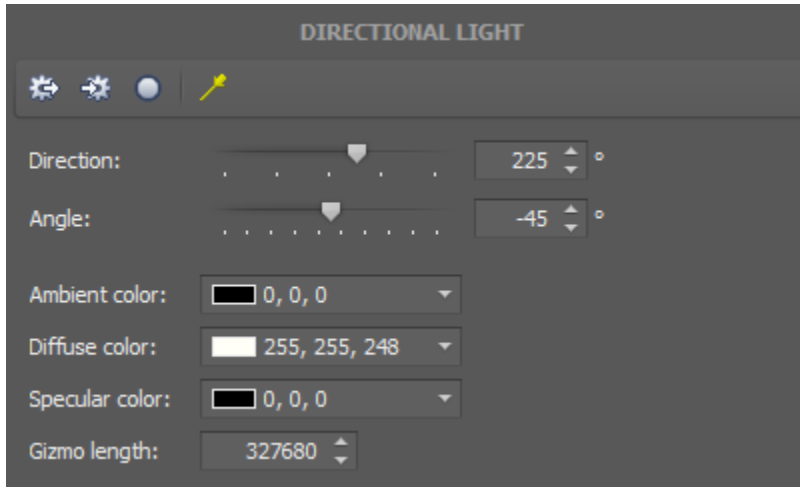 DIRECTIONAL LIGHT
Direction: 225 °
Angle: -45 °
Ambient color: 0, 0, 0
Diffuse color: 255, 255, 248
Specular color: 0, 0, 0
Gizmo length: 327680